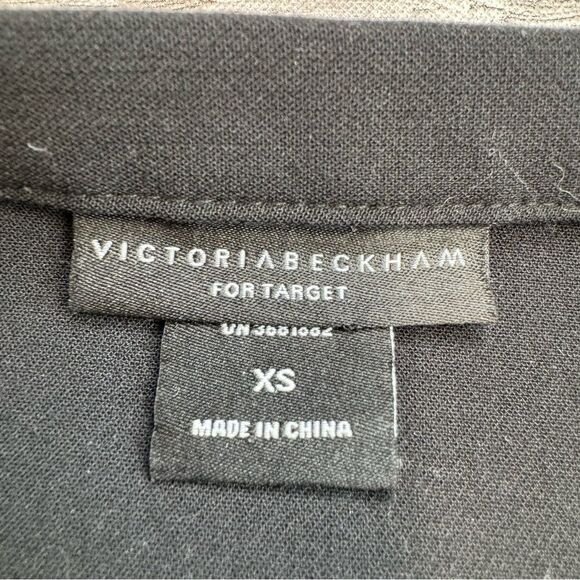 VICTORIABECKHAM
FOR TARGET
XS
MADE IN CHINA